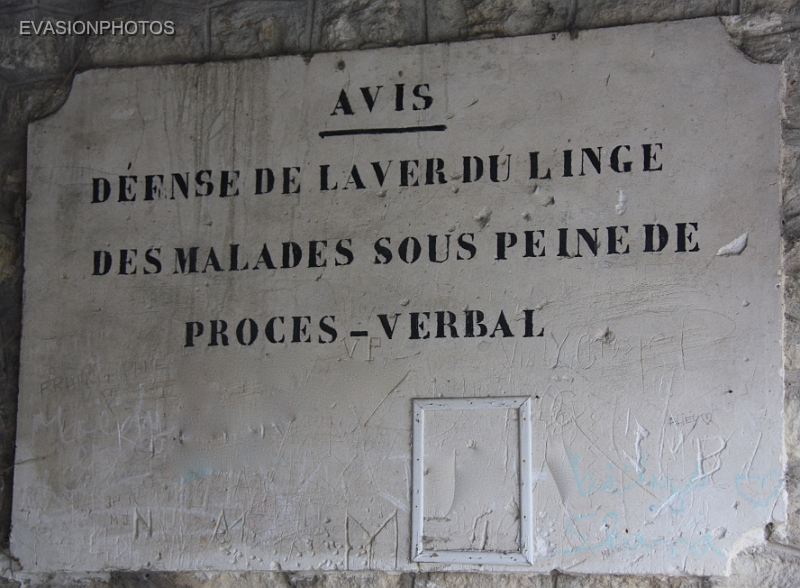 EVASIONPHOTOS
AVIS
DÉFENSE DE LAVER DU LINGE
DES MALADES SOUS PEINE DE
PROCES-VERBAL